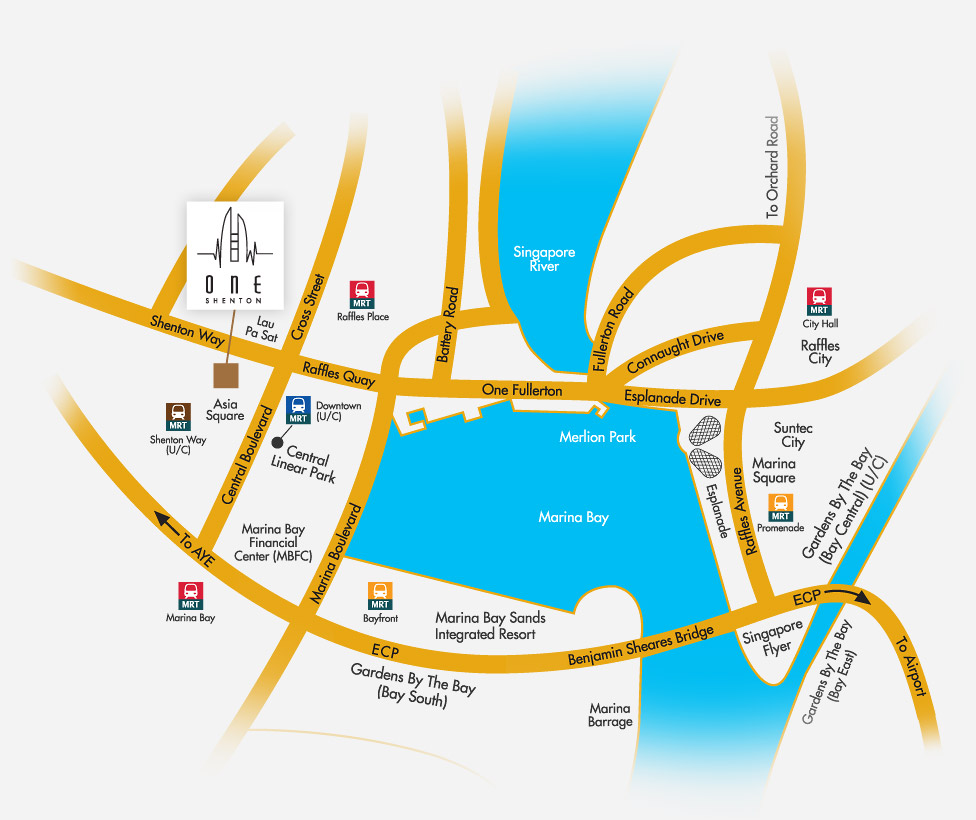 To Orchard Road
Singapore
River
ONE
SHENTON
Cross Street
MRT
Raffles Place
Battery Road
Fullerton Road
MRT
City Hall
Raffles
City
Shenton Way
Lau
Pa Sat
Connaught Drive
Raffles Quay
One Fullerton
Esplanade Drive
Asia
Square
MRT
Downtown
(U/C)
MRT
Shenton Way
(U/C)
Central Boulevard
Central
Linear Park
Merlion Park
Suntec
City
Marina
Square
Esplanade
Raffles Avenue
MRT
Promenade
Gardens By The Bay
(Bay Central) (U/C)
Marina Bay
Marina Bay
Financial
Center (MBFC)
Marina Boulevard
To AYE
MRT
Marina Bay
MRT
Bayfront
Marina Bay Sands
Integrated Resort
ECP
Benjamin Sheares Bridge
Singapore
Flyer
ECP
To Airport
Gardens By The Bay
(Bay East)
Gardens By The Bay
(Bay South)
Marina
Barrage